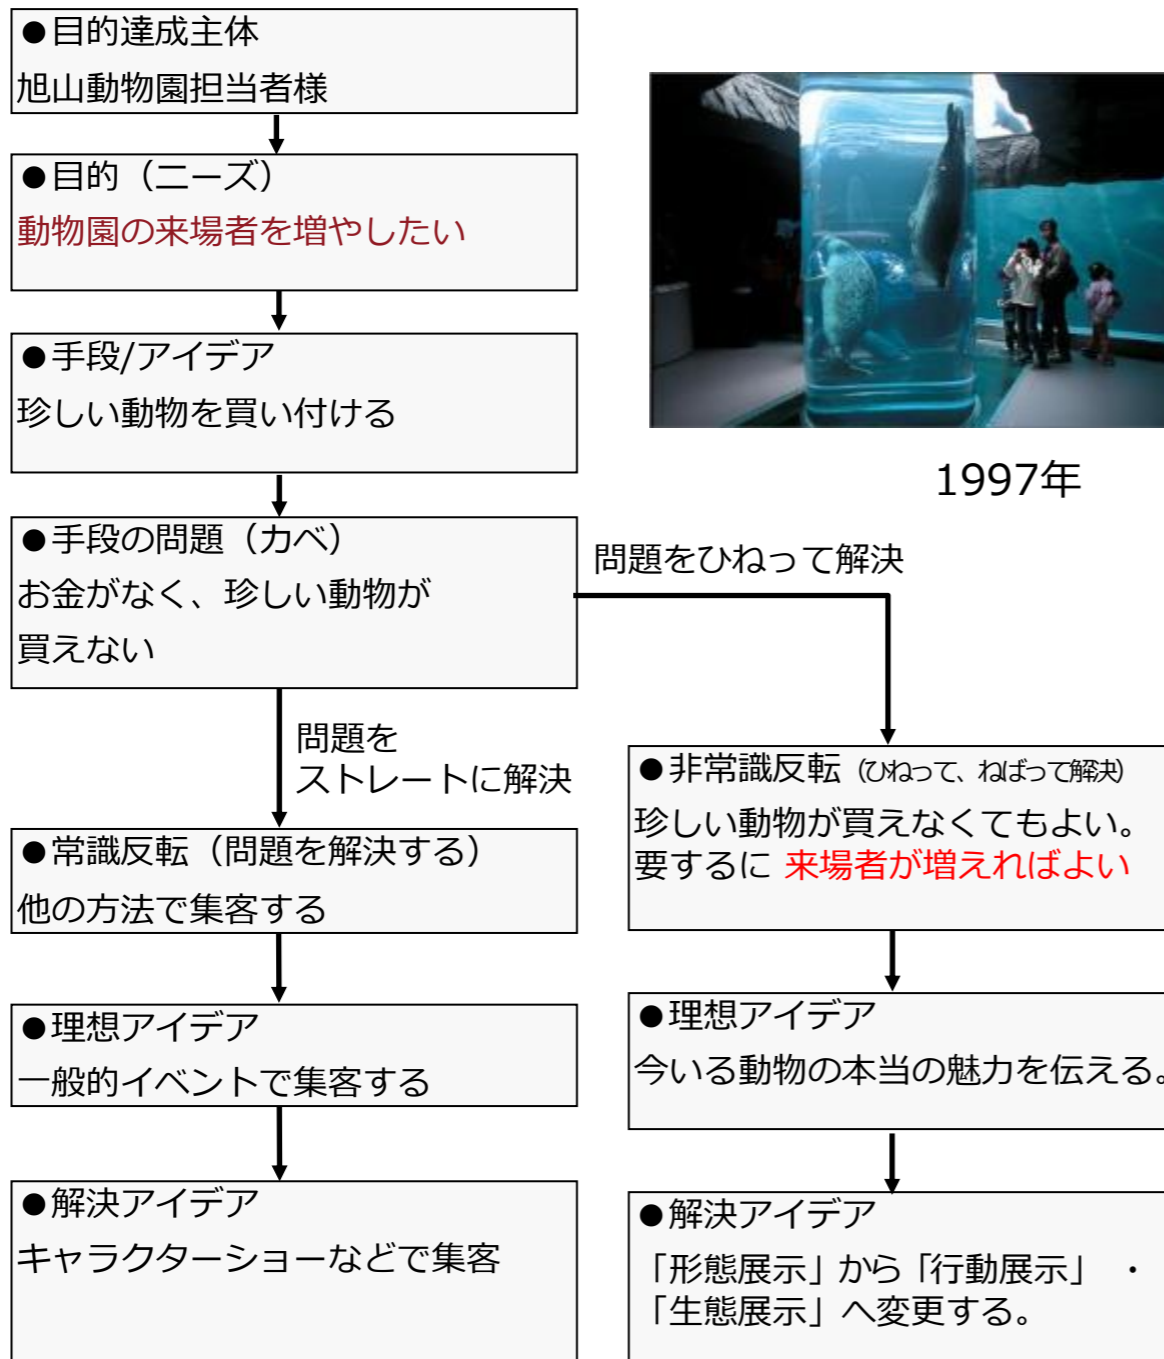 ●目的達成主体
旭山動物園担当者様
●目的（ニーズ）
動物園の来場者を増やしたい
●手段/アイデア
珍しい動物を買い付ける
1997年
●手段の問題（カベ）
お金がなく、珍しい動物が
買えない
問題をひねって解決
問題を
ストレートに解決
●常識反転（問題を解決する）
他の方法で集客する
●理想アイデア
一般的イベントで集客する
●解決アイデア
キャラクターショーなどで集客
●非常識反転（ひねって、ねばって解決）
珍しい動物が買えなくてもよい。
要するに 来場者が増えればよい
●理想アイデア
今いる動物の本当の魅力を伝える。
●解決アイデア
「形態展示」から「行動展示」・
「生態展示」へ変更する。